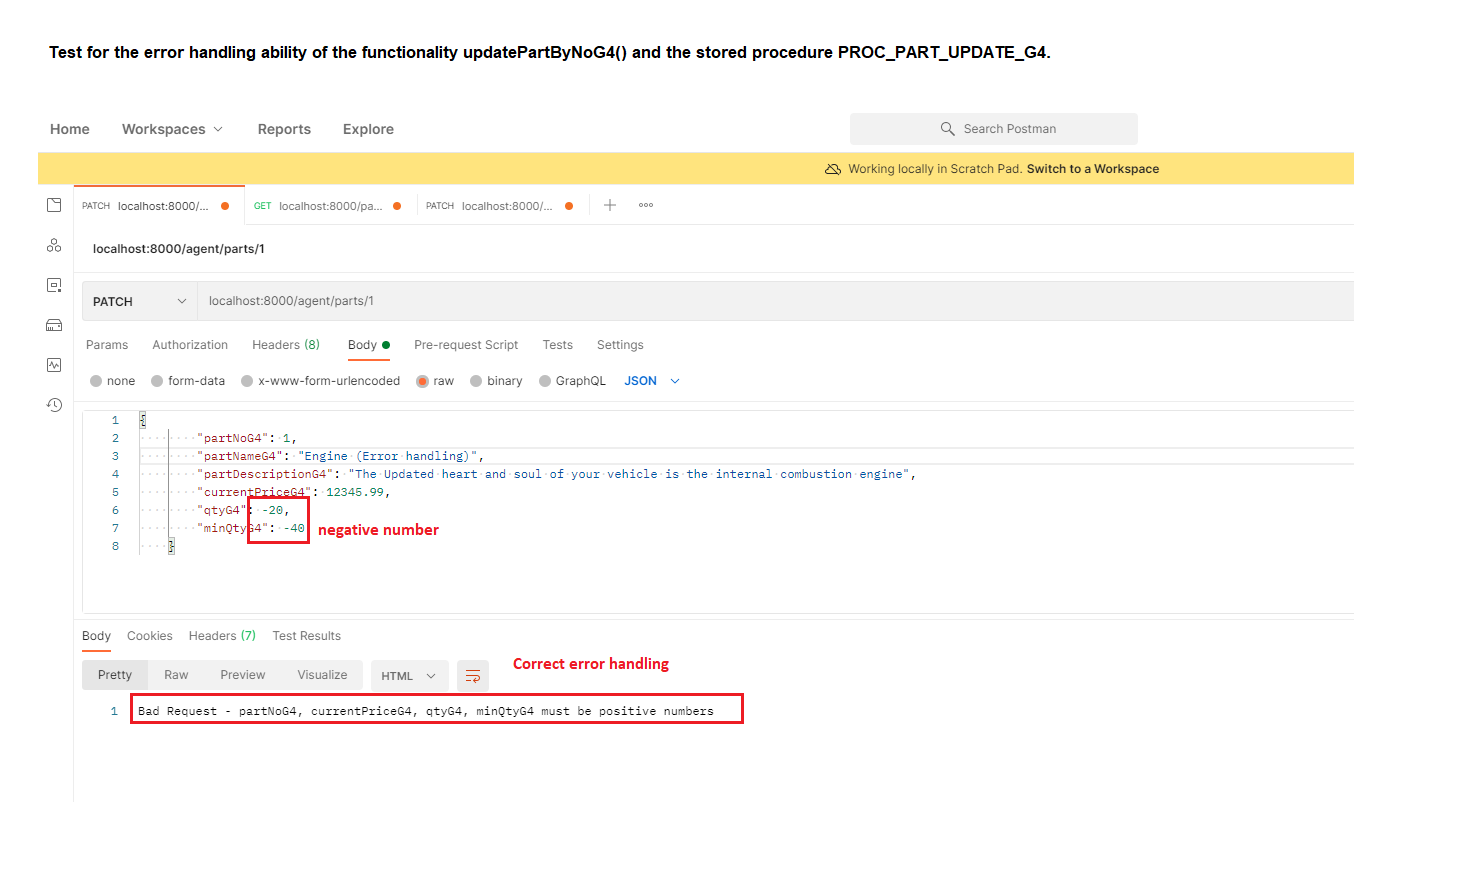 Test for the error handling ability of the functionality updatePartByNoG4() and the stored procedure PROC_PART_UPDATE_G4.
Home Workspaces Reports Explore Search Postman
Working locally in Scratch Pad. Switch to a Workspace
PATCH localhost:8000/... GET localhost:8000/pa... PATCH localhost:8000/...
localhost:8000/agent/parts/1
PATCH localhost:8000/agent/parts/1
Params Authorization Headers (8) Body Pre-request Script Tests Settings
none form-data x-www-form-urlencoded raw binary GraphQL JSON
1 {
2 "partNoG4": 1,
3 "partNameG4": "Engine (Error handling)",
4 "partDescriptionG4": "The Updated heart and soul of your vehicle is the internal combustion engine",
5 "currentPriceG4": 12345.99,
6 "qtyG4": -20,
7 "minQtyG4": -40
negative number
8 }
Body Cookies Headers (7) Test Results
Correct error handling
Pretty Raw Preview Visualize HTML
1 Bad Request - partNoG4, currentPriceG4, qtyG4, minQtyG4 must be positive numbers